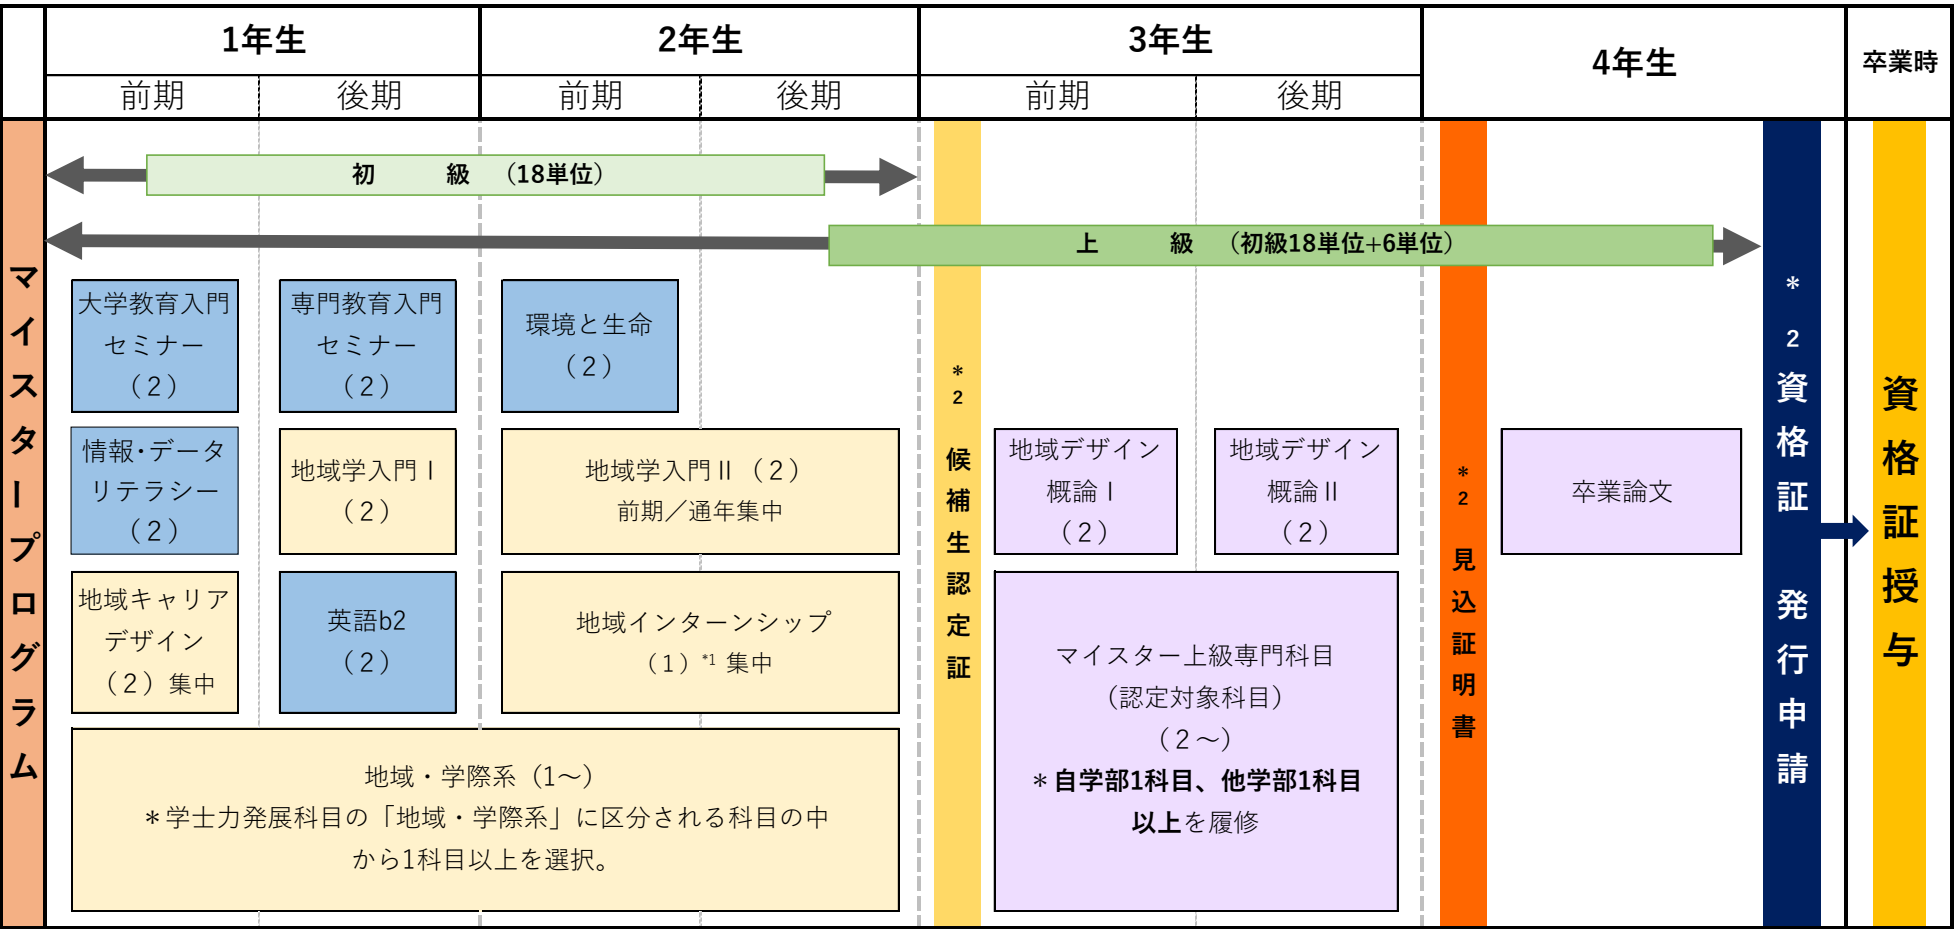 1年生
2年生
3年生
4年生
卒業時
前期
後期
前期
後期
前期
後期
マイスタープログラム
初　　級 （18単位）
上　　級 （初級18単位+6単位）
大学教育入門
セミナー
（２）
専門教育入門
セミナー
（２）
環境と生命
（２）
情報・データ
リテラシー
（２）
地域学入門Ⅰ
（２）
地域学入門Ⅱ（２）
前期／通年集中
地域キャリア
デザイン
（２）集中
英語b2
（２）
地域インターンシップ
（１）*1 集中
地域・学際系（1～）
＊学士力発展科目の「地域・学際系」に区分される科目の中
から1科目以上を選択。
＊2 候補生認定証
地域デザイン
概論Ⅰ
（２）
地域デザイン
概論Ⅱ
（２）
マイスター上級専門科目
（認定対象科目）
（２～）
＊自学部1科目、他学部1科目
以上を履修
＊2 見込証明書
卒業論文
＊2 資格証 発行申請
資格証授与